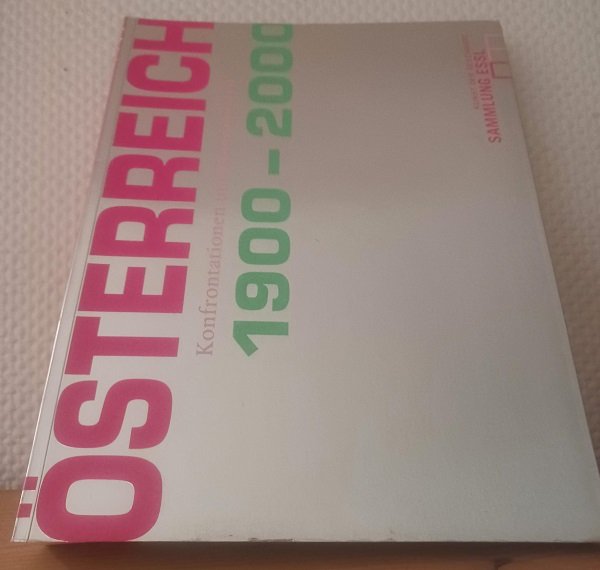 ÖSTERREICH
Konfrontationen
1900 – 2000
SAMMLUNG ESSL